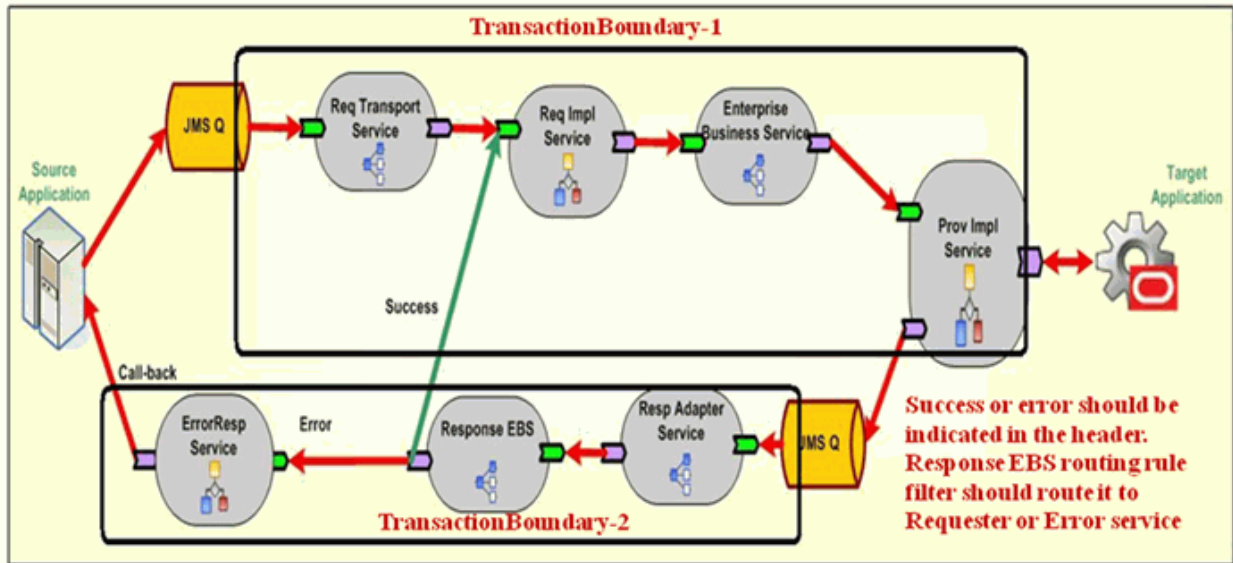 TransactionBoundary-1
Source
Application
JMS Q
Req Transport
Service
Req Impl
Service
Enterprise
Business Service
Prov Impl
Service
Target
Application
Success
Call-back
ErrorResp
Service
Error
Response EBS
Resp Adapter
Service
JMS Q
TransactionBoundary-2
Success or error should be
indicated in the header.
Response EBS routing rule
filter should route it to
Requester or Error service